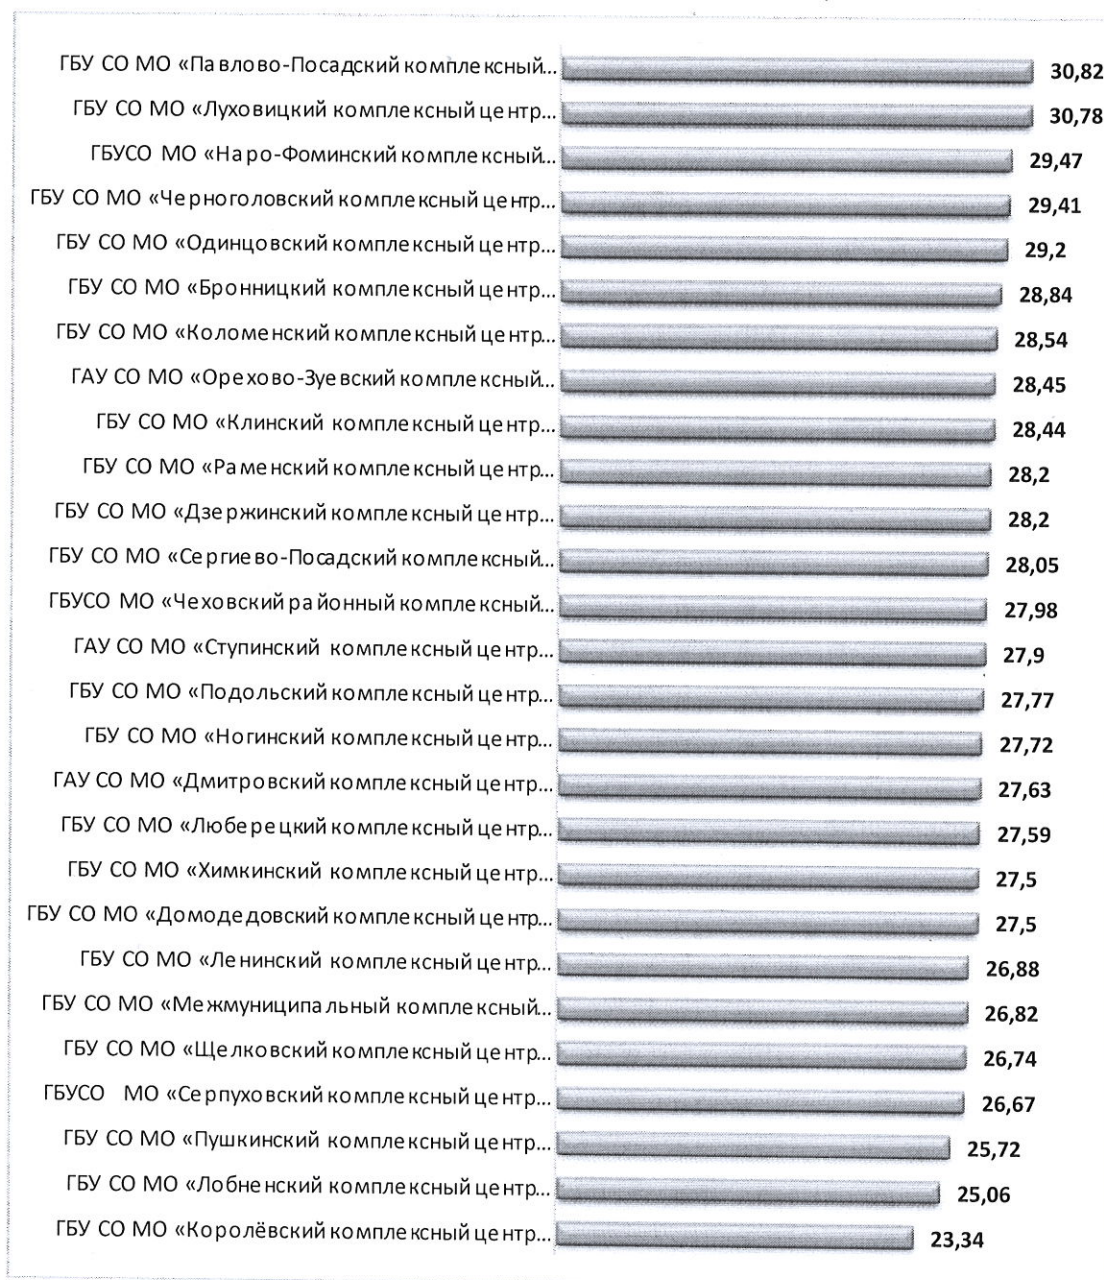 ГБУ СО МО «Павлово-Посадский комплексный... 30,82
ГБУ СО МО «Луховицкий комплексный центр... 30,78
ГБУСО МО «Наро-Фоминский комплексный... 29,47
ГБУ СО МО «Черноголовский комплексный центр... 29,41
ГБУ СО МО «Одинцовский комплексный центр... 29,2
ГБУ СО МО «Бронницкий комплексный центр... 28,84
ГБУ СО МО «Коломенский комплексный центр... 28,54
ГАУ СО МО «Орехово-Зуевский комплексный... 28,45
ГБУ СО МО «Клинский комплексный центр... 28,44
ГБУ СО МО «Раменский комплексный центр... 28,2
ГБУ СО МО «Дзержинский комплексный центр... 28,2
ГБУ СО МО «Сергиево-Посадский комплексный... 28,05
ГБУСО МО «Чеховский районный комплексный... 27,98
ГАУ СО МО «Ступинский комплексный центр... 27,9
ГБУ СО МО «Подольский комплексный центр... 27,77
ГБУ СО МО «Ногинский комплексный центр... 27,72
ГАУ СО МО «Дмитровский комплексный центр... 27,63
ГБУ СО МО «Люберецкий комплексный центр... 27,59
ГБУ СО МО «Химкинский комплексный центр... 27,5
ГБУ СО МО «Домодедовский комплексный центр... 27,5
ГБУ СО МО «Ленинский комплексный центр... 26,88
ГБУ СО МО «Межмуниципальный комплексный... 26,82
ГБУ СО МО «Щелковский комплексный центр... 26,74
ГБУСО МО «Серпуховский комплексный центр... 26,67
ГБУ СО МО «Пушкинский комплексный центр... 25,72
ГБУ СО МО «Лобненский комплексный центр... 25,06
ГБУ СО МО «Королёвский комплексный центр... 23,34